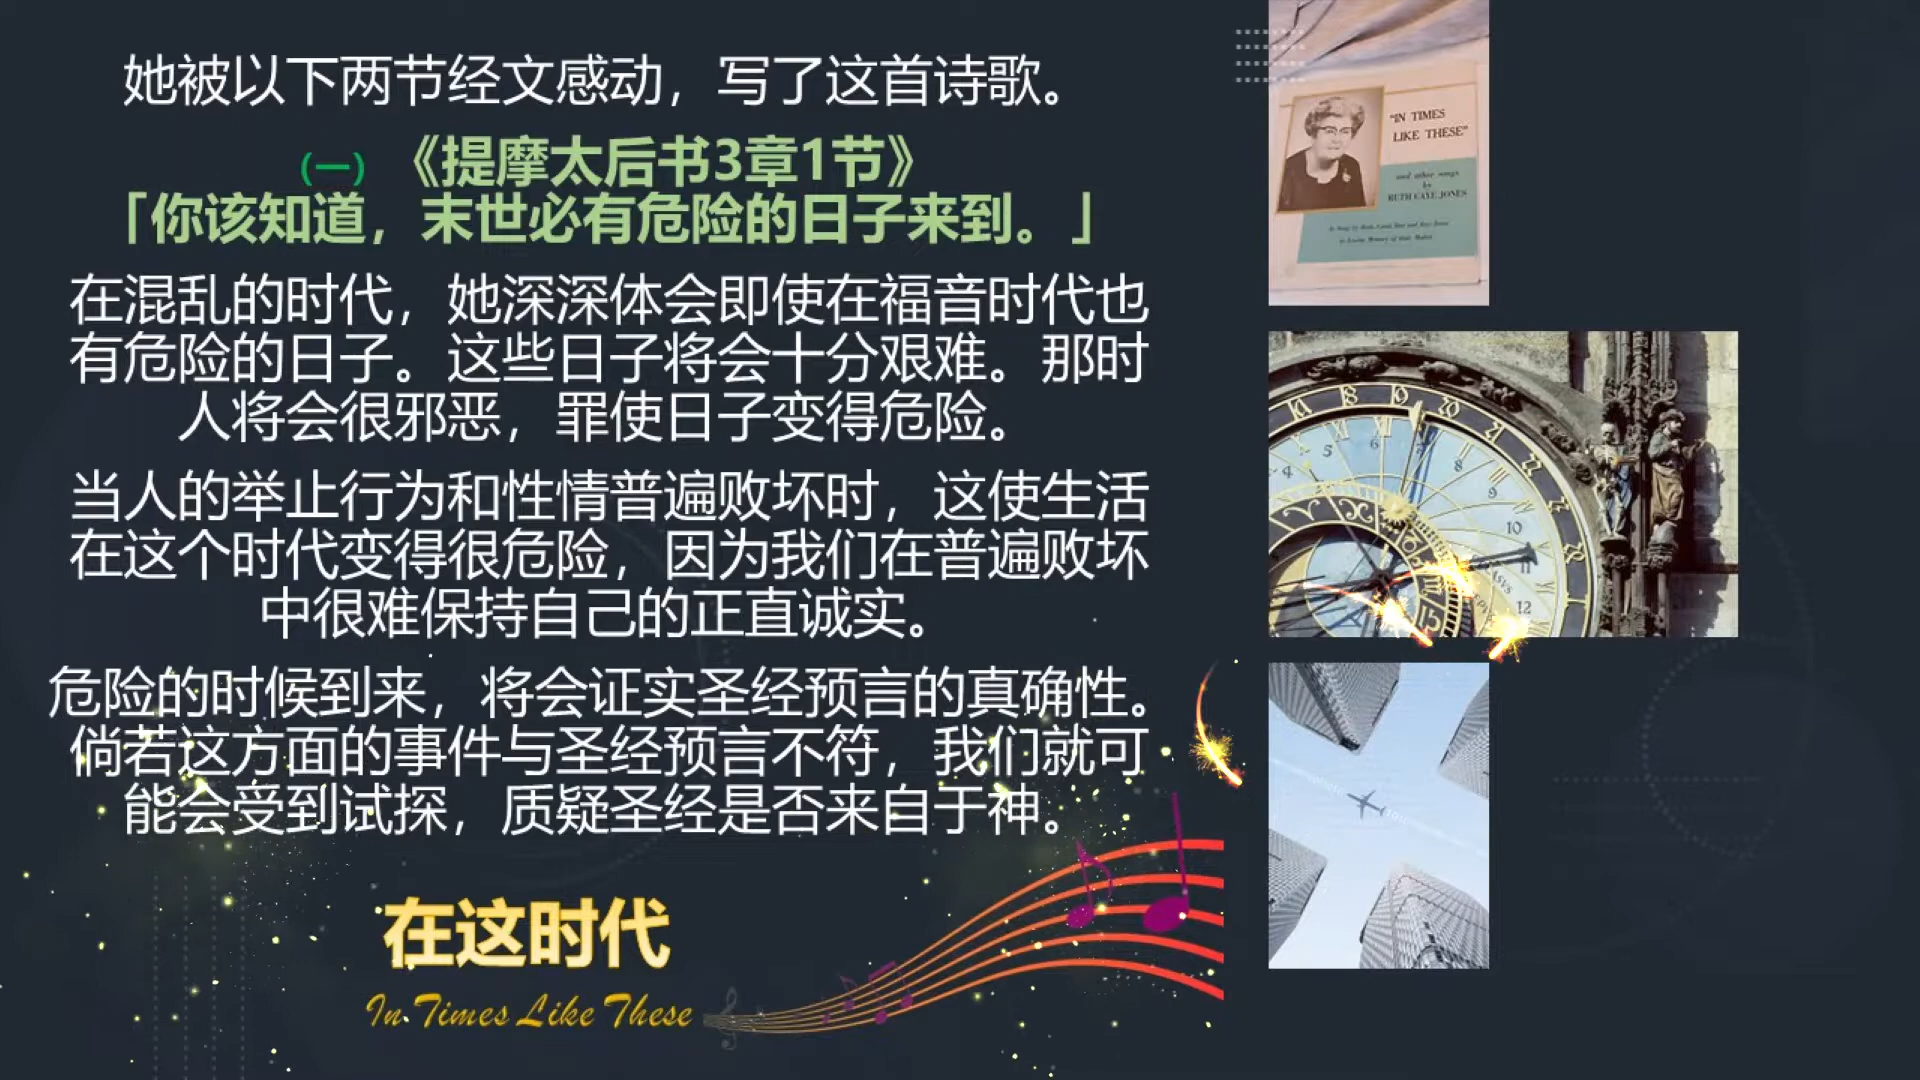 她被以下两节经文感动，写了这首诗歌。
(一) 《提摩太后书3章1节》
「你该知道，末世必有危险的日子来到。」
在混乱的时代，她深深体会即使在福音时代也
有危险的日子。这些日子将会十分艰难。那时
人将会很邪恶，罪使日子变得危险。
当人的举止行为和性情普遍败坏时，这使生活
在这个时代变得很危险，因为我们在普遍败坏
中很难保持自己的正直诚实。
危险的时候到来，将会证实圣经预言的真确性。
倘若这方面的事件与圣经预言不符，我们就可
能会受到试探，质疑圣经是否来自于神。
在这时代
In Times Like These
"IN TIMES
LIKE THESE"
and other songs
by
RUTH CAYE JONES
4 5 6 8 9 10 11 12
15